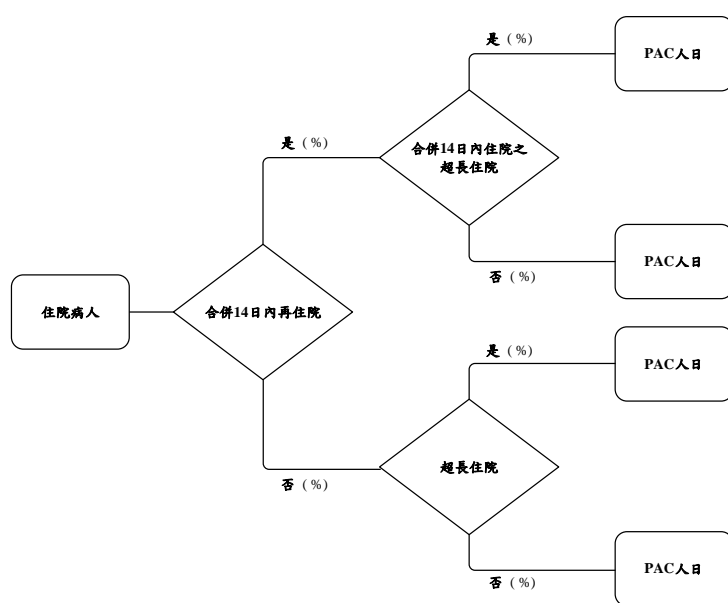 是（%）
PAC人日
是（%）
合併14日內住院之
超長住院
否（%）
PAC人日
住院病人
合併14日內再住院
是（%）
PAC人日
否（%）
超長住院
否（%）
PAC人日